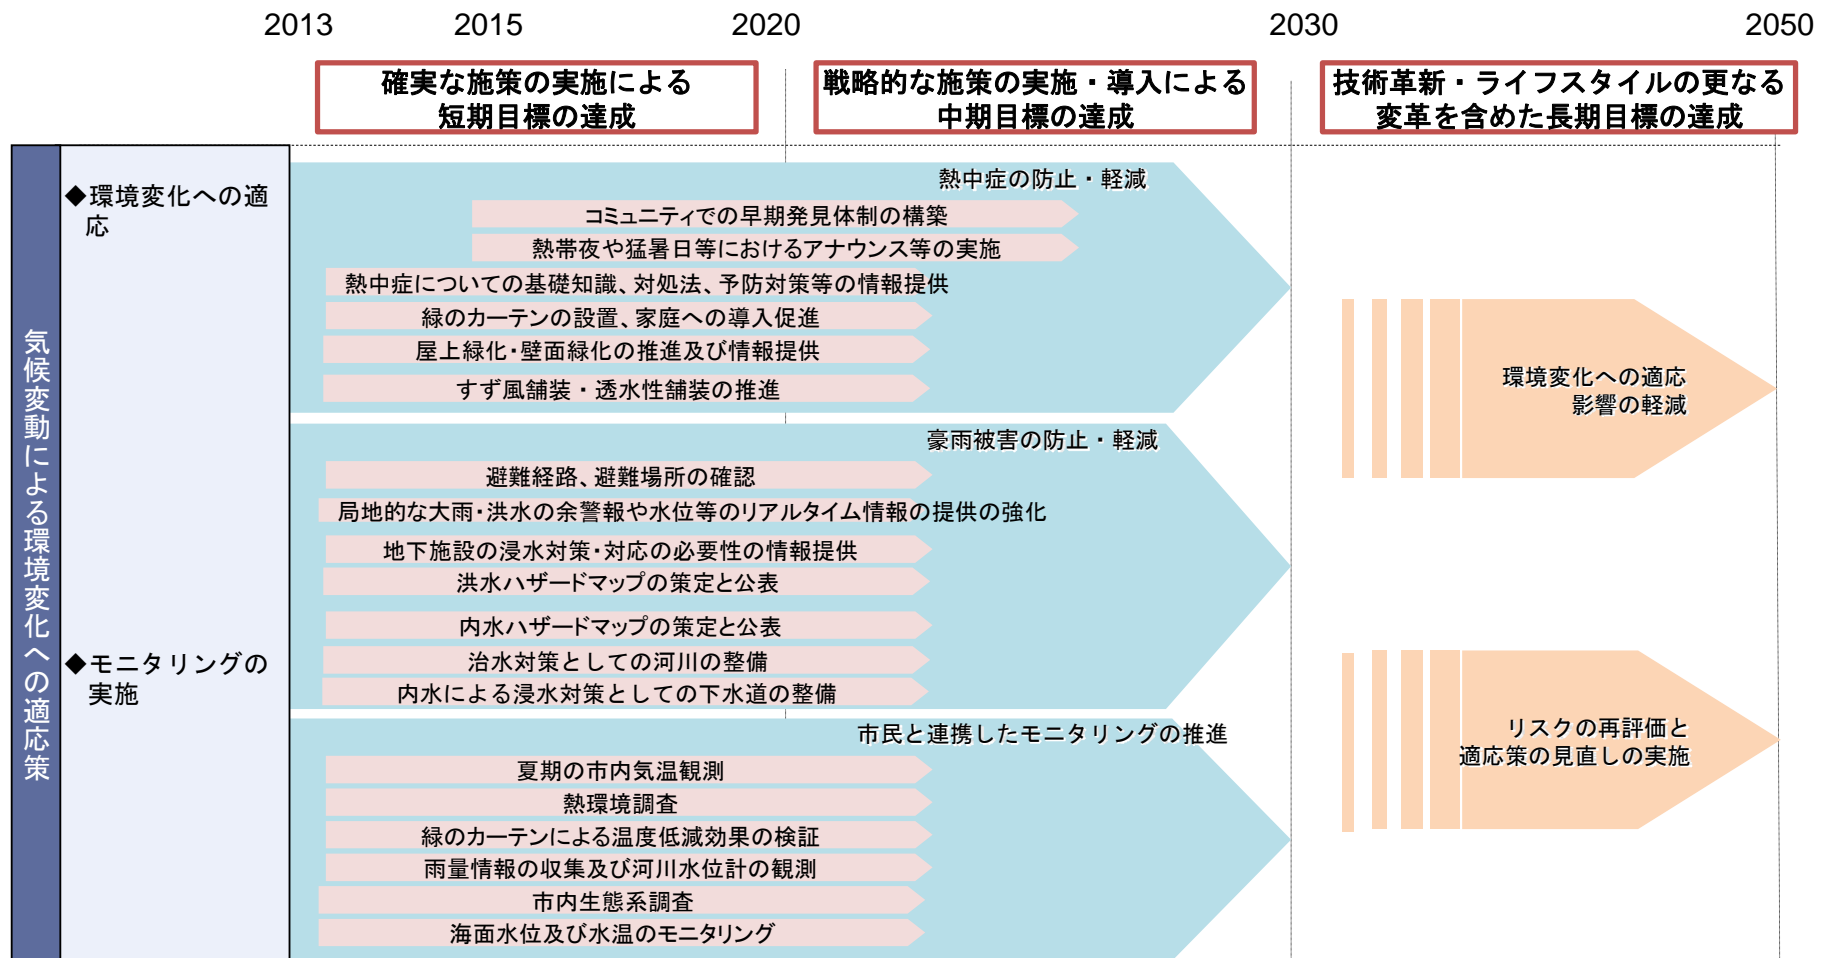 2013
2015
2020
2030
2050
確実な施策の実施による
短期目標の達成
戦略的な施策の実施・導入による
中期目標の達成
技術革新・ライフスタイルの更なる
変革を含めた長期目標の達成
気候変動による環境変化への適応策
◆環境変化への適
応
◆モニタリングの
実施
熱中症の防止・軽減
コミュニティでの早期発見体制の構築
熱帯夜や猛暑日等におけるアナウンス等の実施
熱中症についての基礎知識、対処法、予防対策等の情報提供
緑のカーテンの設置、家庭への導入促進
屋上緑化・壁面緑化の推進及び情報提供
すず風舗装・透水性舗装の推進
豪雨被害の防止・軽減
避難経路、避難場所の確認
局地的な大雨・洪水の余警報や水位等のリアルタイム情報の提供の強化
地下施設の浸水対策・対応の必要性の情報提供
洪水ハザードマップの策定と公表
内水ハザードマップの策定と公表
治水対策としての河川の整備
内水による浸水対策としての下水道の整備
市民と連携したモニタリングの推進
夏期の市内気温観測
熱環境調査
緑のカーテンによる温度低減効果の検証
雨量情報の収集及び河川水位計の観測
市内生態系調査
海面水位及び水温のモニタリング
環境変化への適応
影響の軽減
リスクの再評価と
適応策の見直しの実施